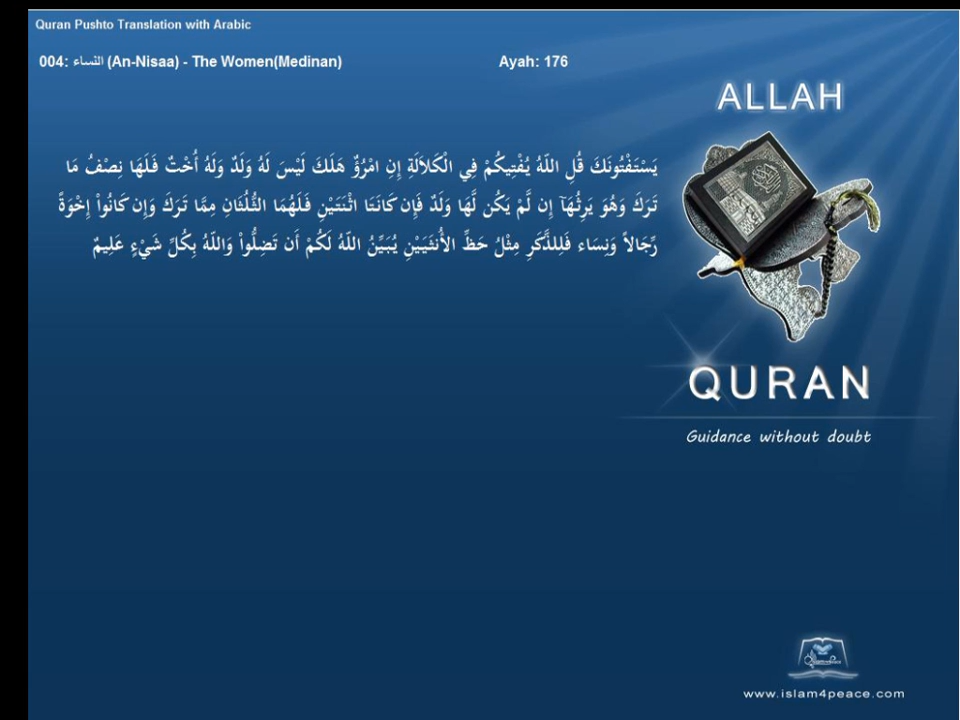 Quran Pushto Translation with Arabic
004: النساء (An-Nisaa) - The Women(Medinan) Ayah: 176
ALLAH
يَسْتَفْتُونَكَ قُلِ اللّهُ يُفْتِيكُمْ فِي الْكَلاَلَةِ إِنِ امْرُؤٌ هَلَكَ لَيْسَ لَهُ وَلَدٌ وَلَهُ أُخْتٌ فَلَهَا نِصْفُ مَا
تَرَكَ وَهُوَ يَرِثُهَآ إِن لَّمْ يَكُن لَّهَا وَلَدٌ فَإِن كَانَتَا اثْنَتَيْنِ فَلَهُمَا الثُّلُثَانِ مِمَّا تَرَكَ وَإِن كَانُواْ إِخْوَةً
رِّجَالاً وَنِسَاء فَلِلذَّكَرِ مِثْلُ حَظِّ الأُنثَيَيْنِ يُبَيِّنُ اللّهُ لَكُمْ أَن تَضِلُّواْ وَاللّهُ بِكُلِّ شَيْءٍ عَلِيمٌ
QURAN
Guidance without doubt
www.islam4peace.com